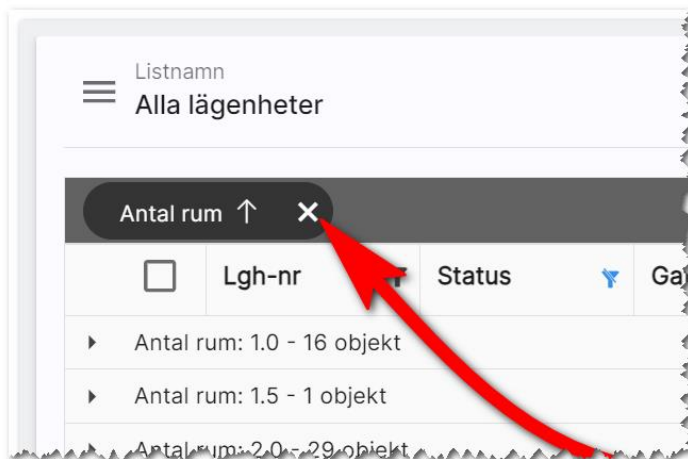 Listnamn
Alla lägenheter
Antal rum ↑ ×
Lgh-nr Status
Antal rum: 1.0 - 16 objekt
Antal rum: 1.5 - 1 objekt
Antal rum: 2.0 - 29 objekt